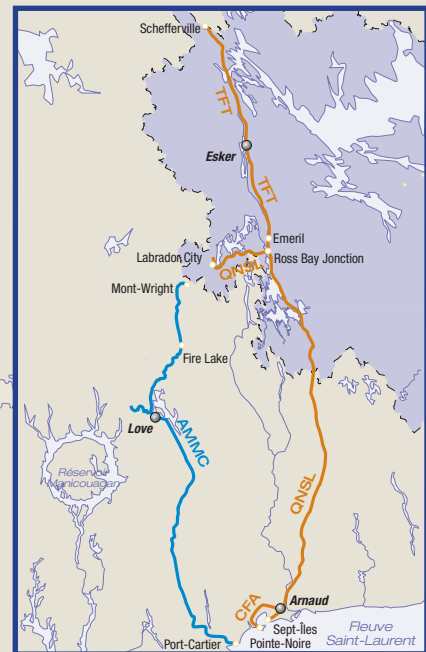 Schefferville
TFT
Esker
TFT
Emeril
Labrador City
QNSL
Ross Bay Jonction
Mont-Wright
Fire Lake
Love
AMMC
Réservoir
Manicouagan
QNSL
Arnaud
CFA
Sept-Îles
Pointe-Noire
Port-Cartier
Fleuve
Saint-Laurent